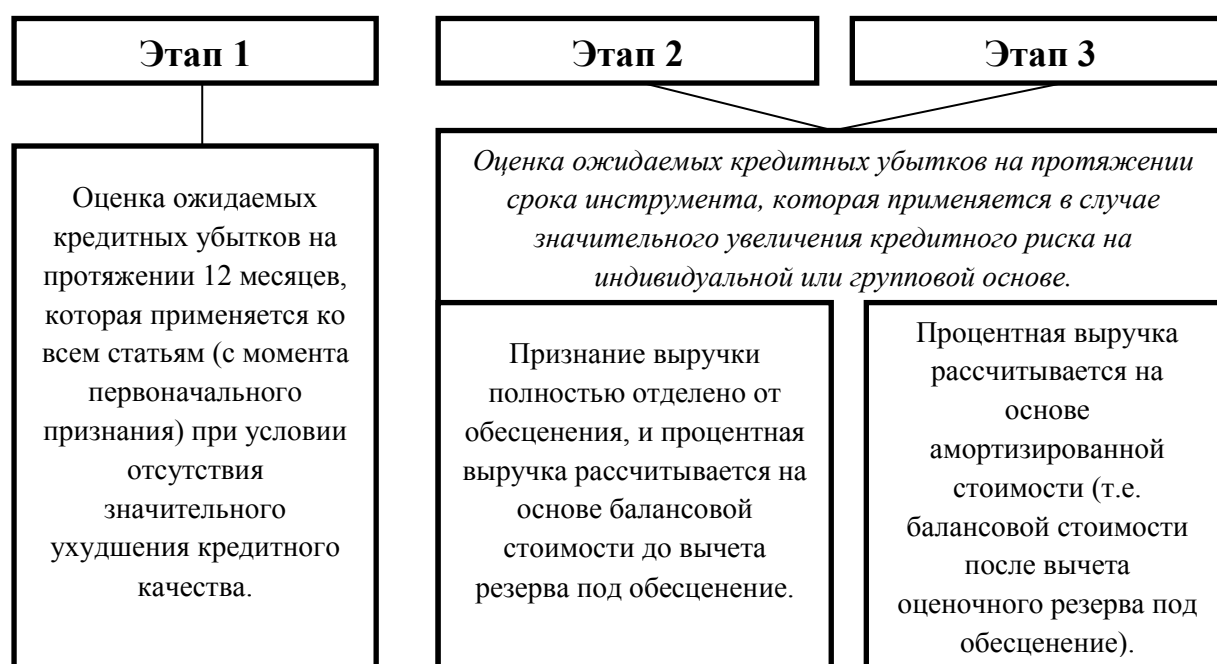 Этап 1
Этап 2
Этап 3
Оценка ожидаемых
кредитных убытков на
протяжении 12 месяцев,
которая применяется ко
всем статьям (с момента
первоначального
признания) при условии
отсутствия
значительного
ухудшения кредитного
качества.
Оценка ожидаемых кредитных убытков на протяжении
срока инструмента, которая применяется в случае
значительного увеличения кредитного риска на
индивидуальной или групповой основе.
Признание выручки
полностью отделено от
обесценения, и процентная
выручка рассчитывается на
основе балансовой
стоимости до вычета
резерва под обесценение.
Процентная выручка
рассчитывается на
основе
амортизированной
стоимости (т.е.
балансовой стоимости
после вычета
оценочного резерва под
обесценение).